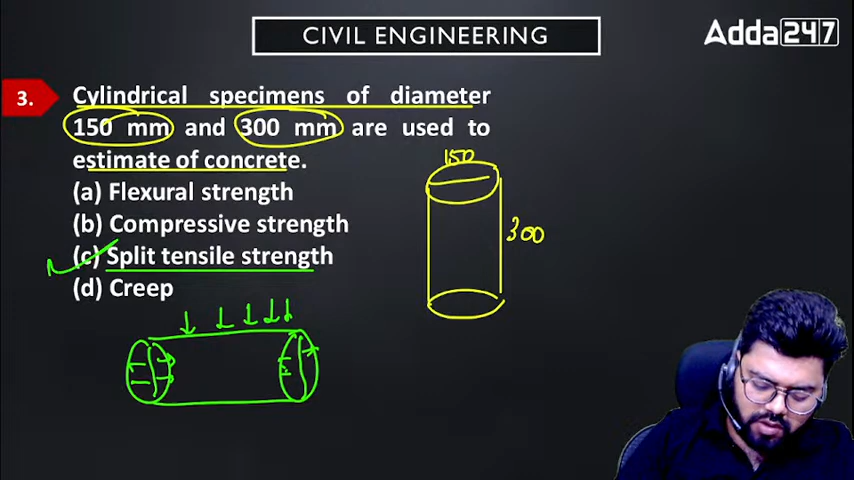 CIVIL ENGINEERING
Adda247
3.
Cylindrical specimens of diameter
150 mm and 300 mm are used to
estimate of concrete.
(a) Flexural strength
(b) Compressive strength
(c) Split tensile strength
(d) Creep
150
300